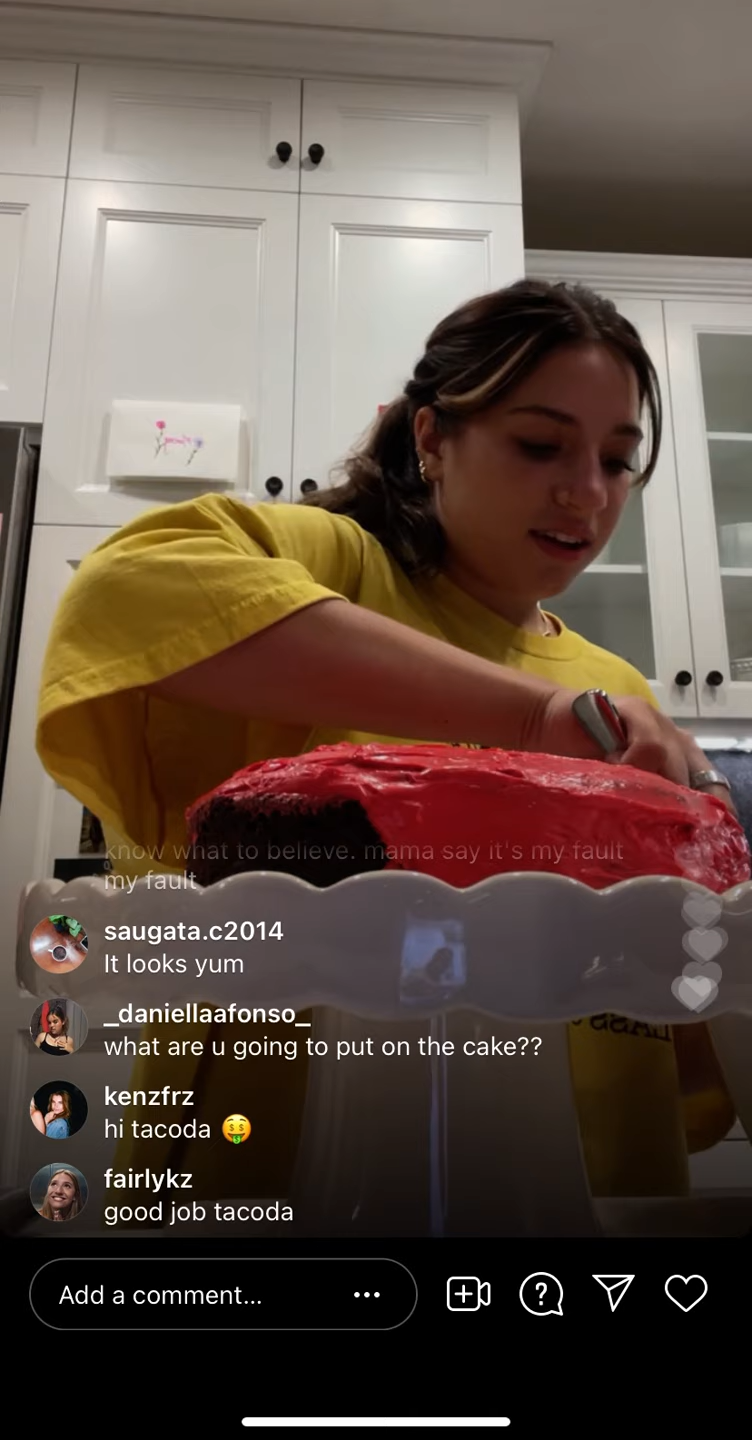 know what to believe. mama say it's my fault
my fault
saugata.c2014
It looks yum
_daniellaafonso_
what are u going to put on the cake??
kenzfrz
hi tacoda 🤑
fairlykz
good job tacoda
Add a comment...